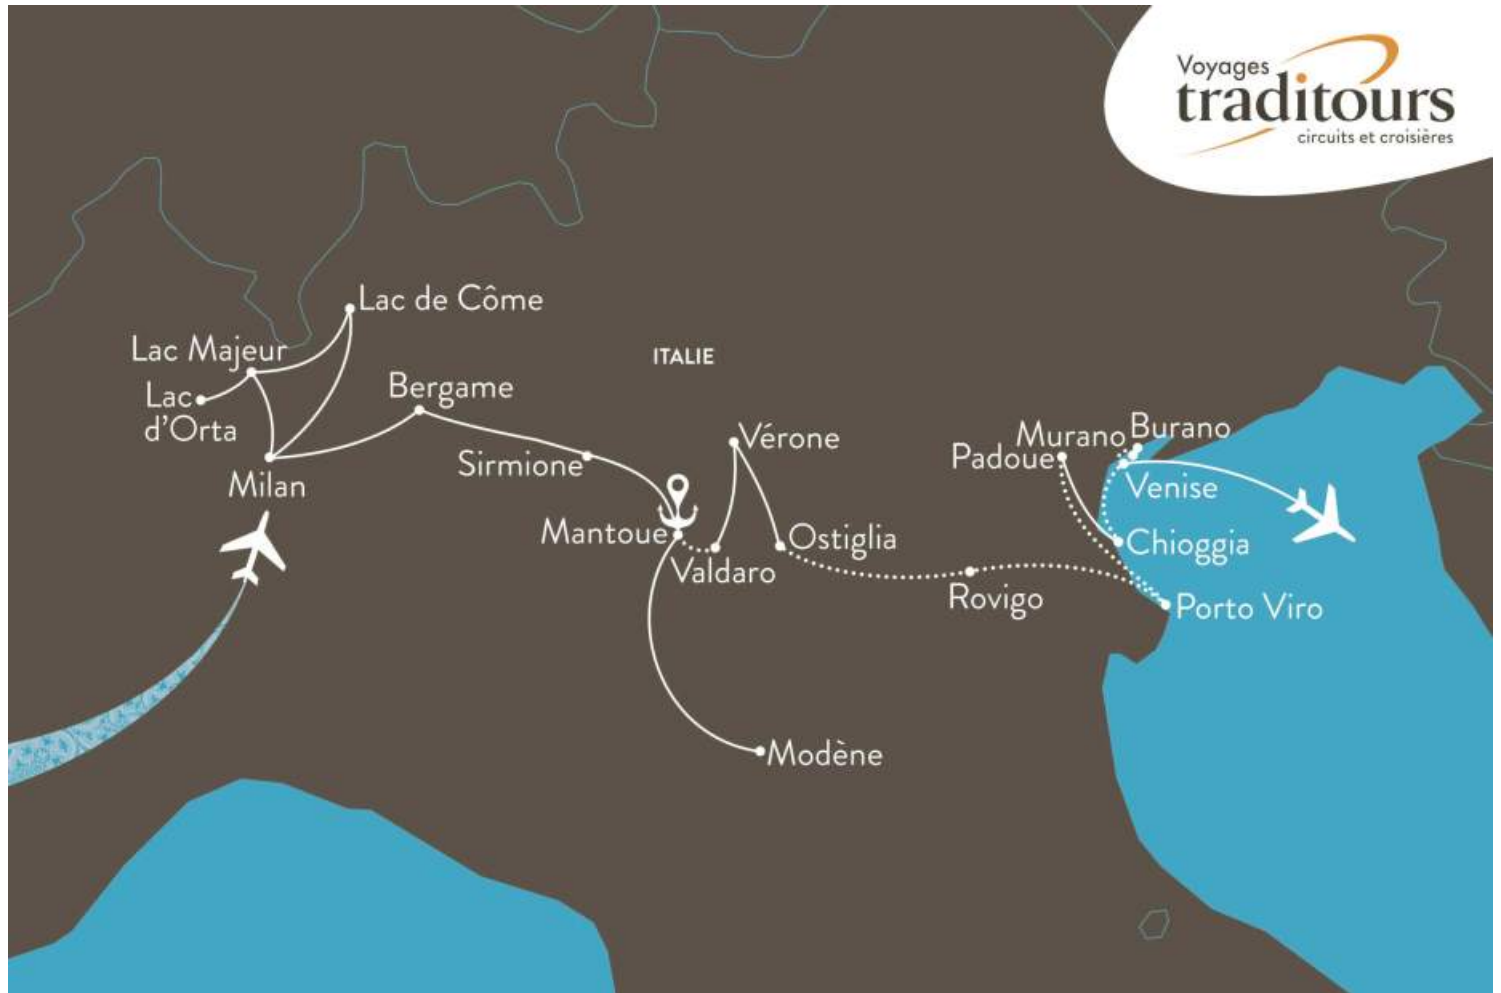 Voyages
traditours
circuits et croisières
Lac de Côme
Lac Majeur
ITALIE
Bergame
Lac
d'Orta
Vérone
Murano
Burano
Padoue
Sirmione
Milan
Venise
Mantoue
Ostiglia
Chioggia
Valdaro
Rovigo
Porto Viro
Modène